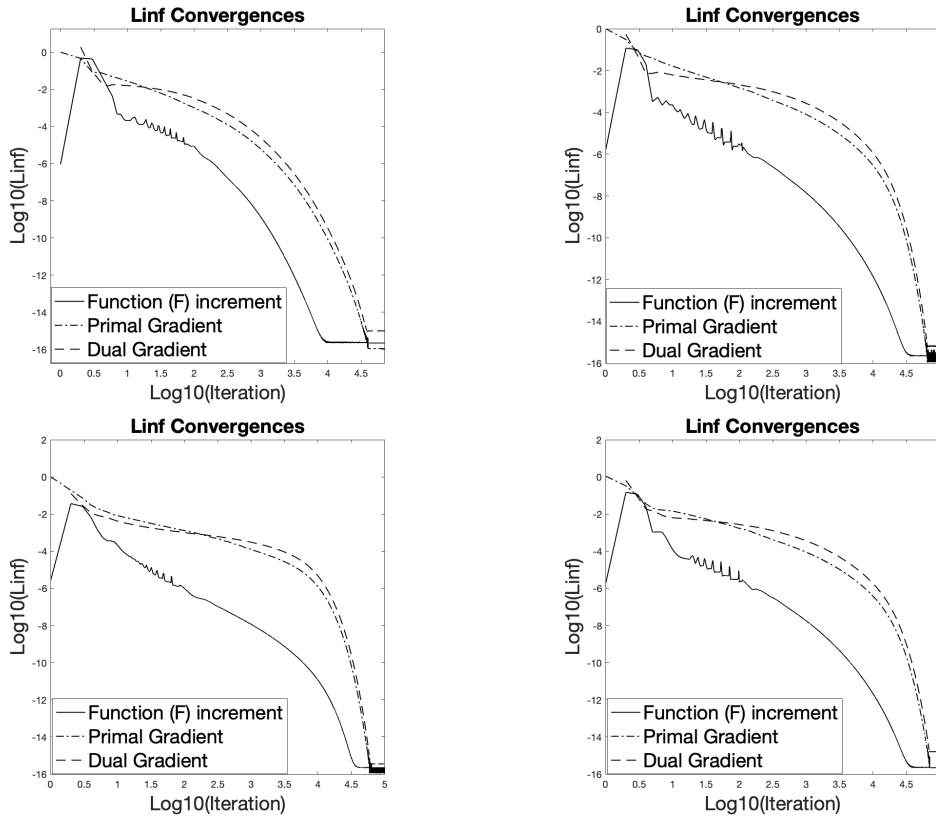 Linf Convergences
Log10(Linf)
0
-2
-4
-6
-8
-10
-12
-14
-16
Function (F) increment
Primal Gradient
Dual Gradient
0 0.5 1 1.5 2 2.5 3 3.5 4 4.5
Log10(Iteration)
Linf Convergences
Log10(Linf)
0
-2
-4
-6
-8
-10
-12
-14
-16
Function (F) increment
Primal Gradient
Dual Gradient
0 0.5 1 1.5 2 2.5 3 3.5 4 4.5
Log10(Iteration)
Linf Convergences
Log10(Linf)
2
0
-2
-4
-6
-8
-10
-12
-14
-16
Function (F) increment
Primal Gradient
Dual Gradient
0 0.5 1 1.5 2 2.5 3 3.5 4 4.5 5
Log10(Iteration)
Linf Convergences
Log10(Linf)
2
0
-2
-4
-6
-8
-10
-12
-14
-16
Function (F) increment
Primal Gradient
Dual Gradient
0 0.5 1 1.5 2 2.5 3 3.5 4 4.5
Log10(Iteration)